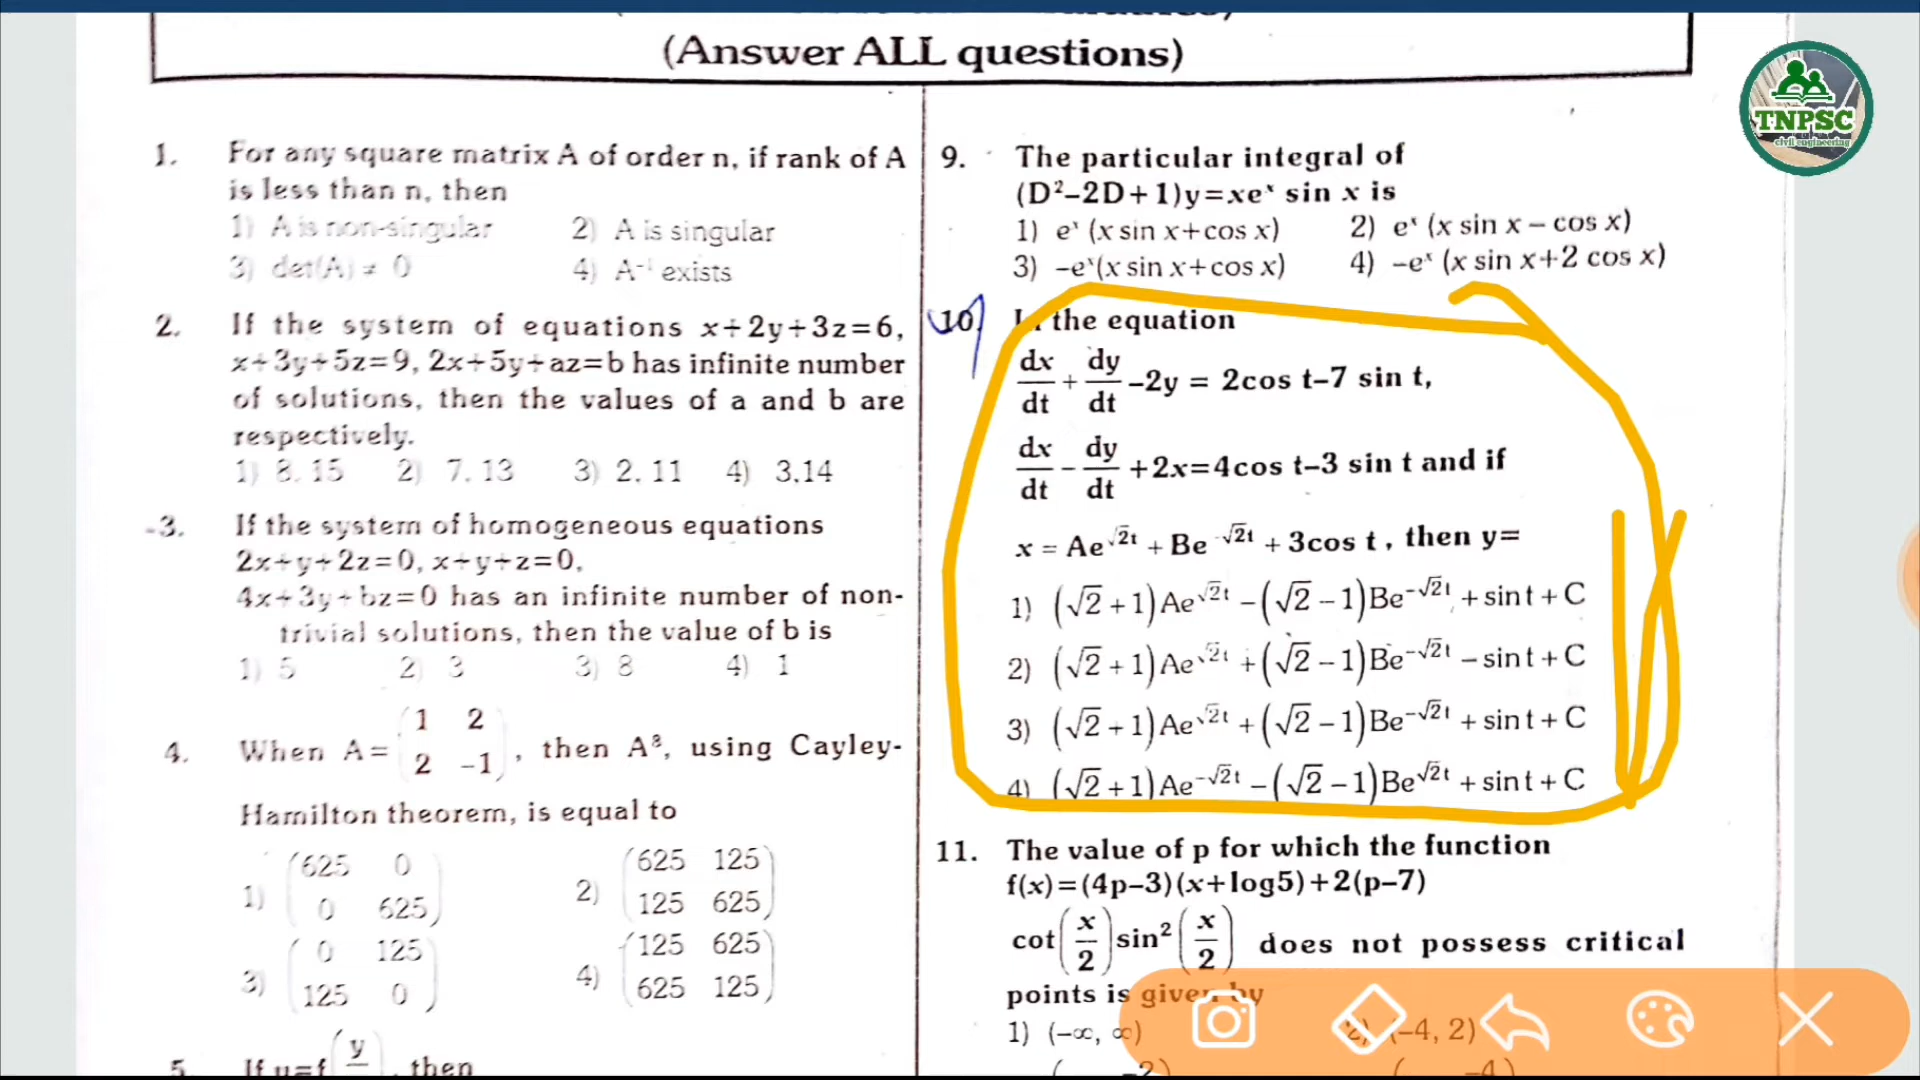 (Answer ALL questions)
TNPSC
civil engineering
1. For any square matrix A of order n, if rank of A
is less than n, then
1) A is non-singular 2) A is singular
3) det(A) ≠ 0 4) A⁻¹ exists
2. If the system of equations x+2y+3z=6,
x+3y+5z=9, 2x+5y+az=b has infinite number
of solutions, then the values of a and b are
respectively.
1) 8. 15 2) 7. 13 3) 2. 11 4) 3.14
-3. If the system of homogeneous equations
2x+y+2z=0, x+y+z=0,
4x+3y+bz=0 has an infinite number of non-
trivial solutions, then the value of b is
1) 5 2) 3 3) 8 4) 1
4. When A= (1 2
2 -1), then A⁸, using Cayley-
Hamilton theorem, is equal to
1) (625 0
0 625)
2) (625 125
125 625)
3) (0 125
125 0)
4) (125 625
625 125)
5 If u=f(y , then
9. The particular integral of
(D²–2D+1)y=xeˣ sin x is
1) eˣ (x sin x+cos x) 2) eˣ (x sin x – cos x)
3) –eˣ(x sin x+cos x) 4) –eˣ (x sin x+2 cos x)
10) the equation
dx/dt + dy/dt -2y = 2cos t–7 sin t,
dx/dt – dy/dt +2x=4cos t–3 sin t and if
x = Ae^√2t + Be^-√2t + 3cos t, then y=
1) (√2+1)Ae^√2t – (√2–1)Be^-√2t + sin t + C
2) (√2+1)Ae^√2t + (√2–1)Be^-√2t – sin t + C
3) (√2+1)Ae^√2t + (√2–1)Be^-√2t + sin t + C
4) (√2+1)Ae^-√2t – (√2–1)Be^√2t + sin t + C
11. The value of p for which the function
f(x)=(4p–3)(x+log5)+2(p–7)
cot(x/2) sin²(x/2) does not possess critical
points is given by
1) (–∞, ∞) 2) (–4, 2)